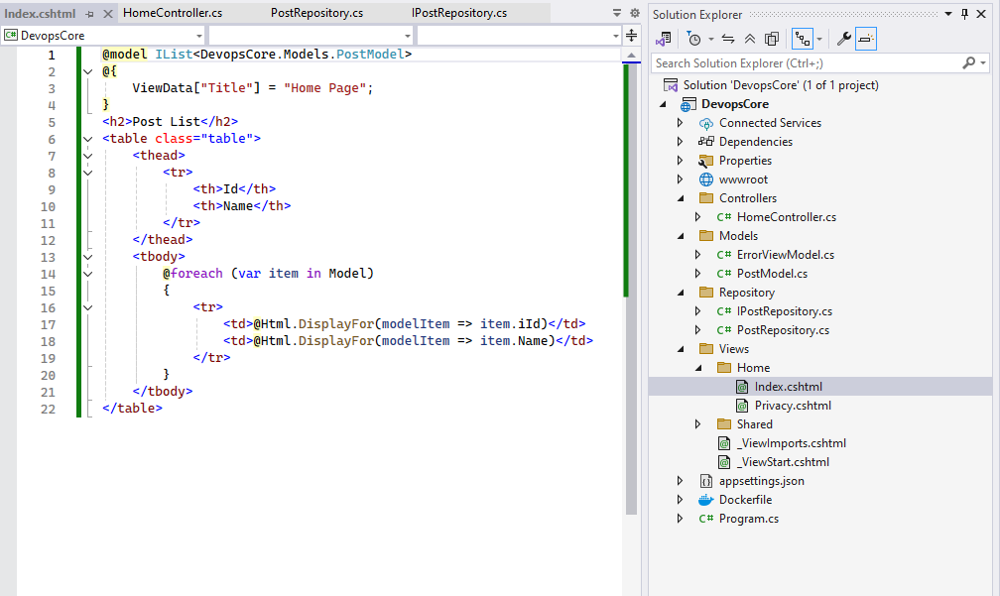 Index.cshtml HomeController.cs PostRepository.cs IPostRepository.cs
C# DevopsCore
1 @model IList<DevopsCore.Models.PostModel>
2 @{
3 ViewData["Title"] = "Home Page";
4 }
5 <h2>Post List</h2>
6 <table class="table">
7 <thead>
8 <tr>
9 <th>Id</th>
10 <th>Name</th>
11 </tr>
12 </thead>
13 <tbody>
14 @foreach (var item in Model)
15 {
16 <tr>
17 <td>@Html.DisplayFor(modelItem => item.iId)</td>
18 <td>@Html.DisplayFor(modelItem => item.Name)</td>
19 </tr>
20 }
21 </tbody>
22 </table>
Solution Explorer
Search Solution Explorer (Ctrl+;)
Solution 'DevopsCore' (1 of 1 project)
DevopsCore
Connected Services
Dependencies
Properties
wwwroot
Controllers
C# HomeController.cs
Models
C# ErrorViewModel.cs
C# PostModel.cs
Repository
C# IPostRepository.cs
C# PostRepository.cs
Views
Home
Index.cshtml
Privacy.cshtml
Shared
_ViewImports.cshtml
_ViewStart.cshtml
appsettings.json
Dockerfile
C# Program.cs